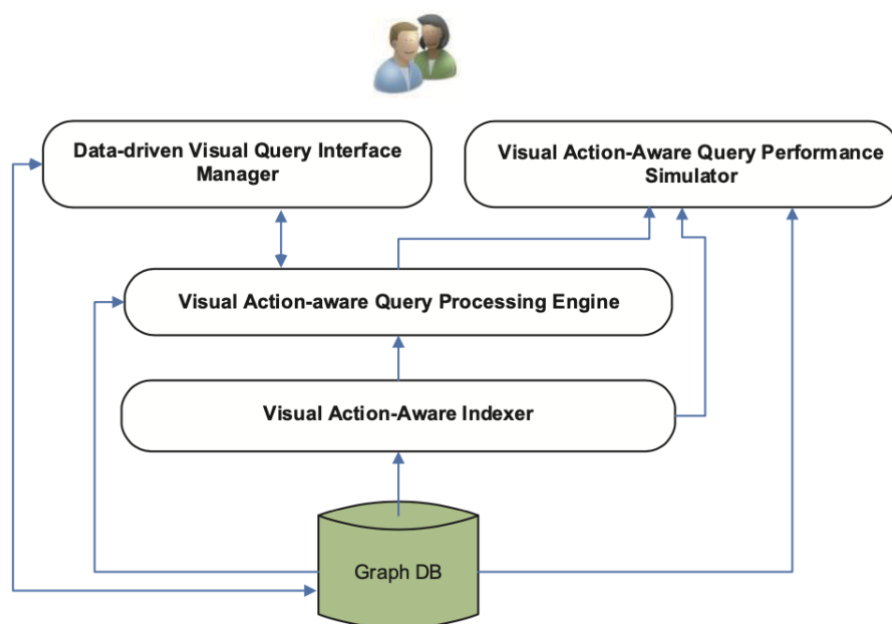 Data-driven Visual Query Interface
Manager
Visual Action-Aware Query Performance
Simulator
Visual Action-aware Query Processing Engine
Visual Action-Aware Indexer
Graph DB